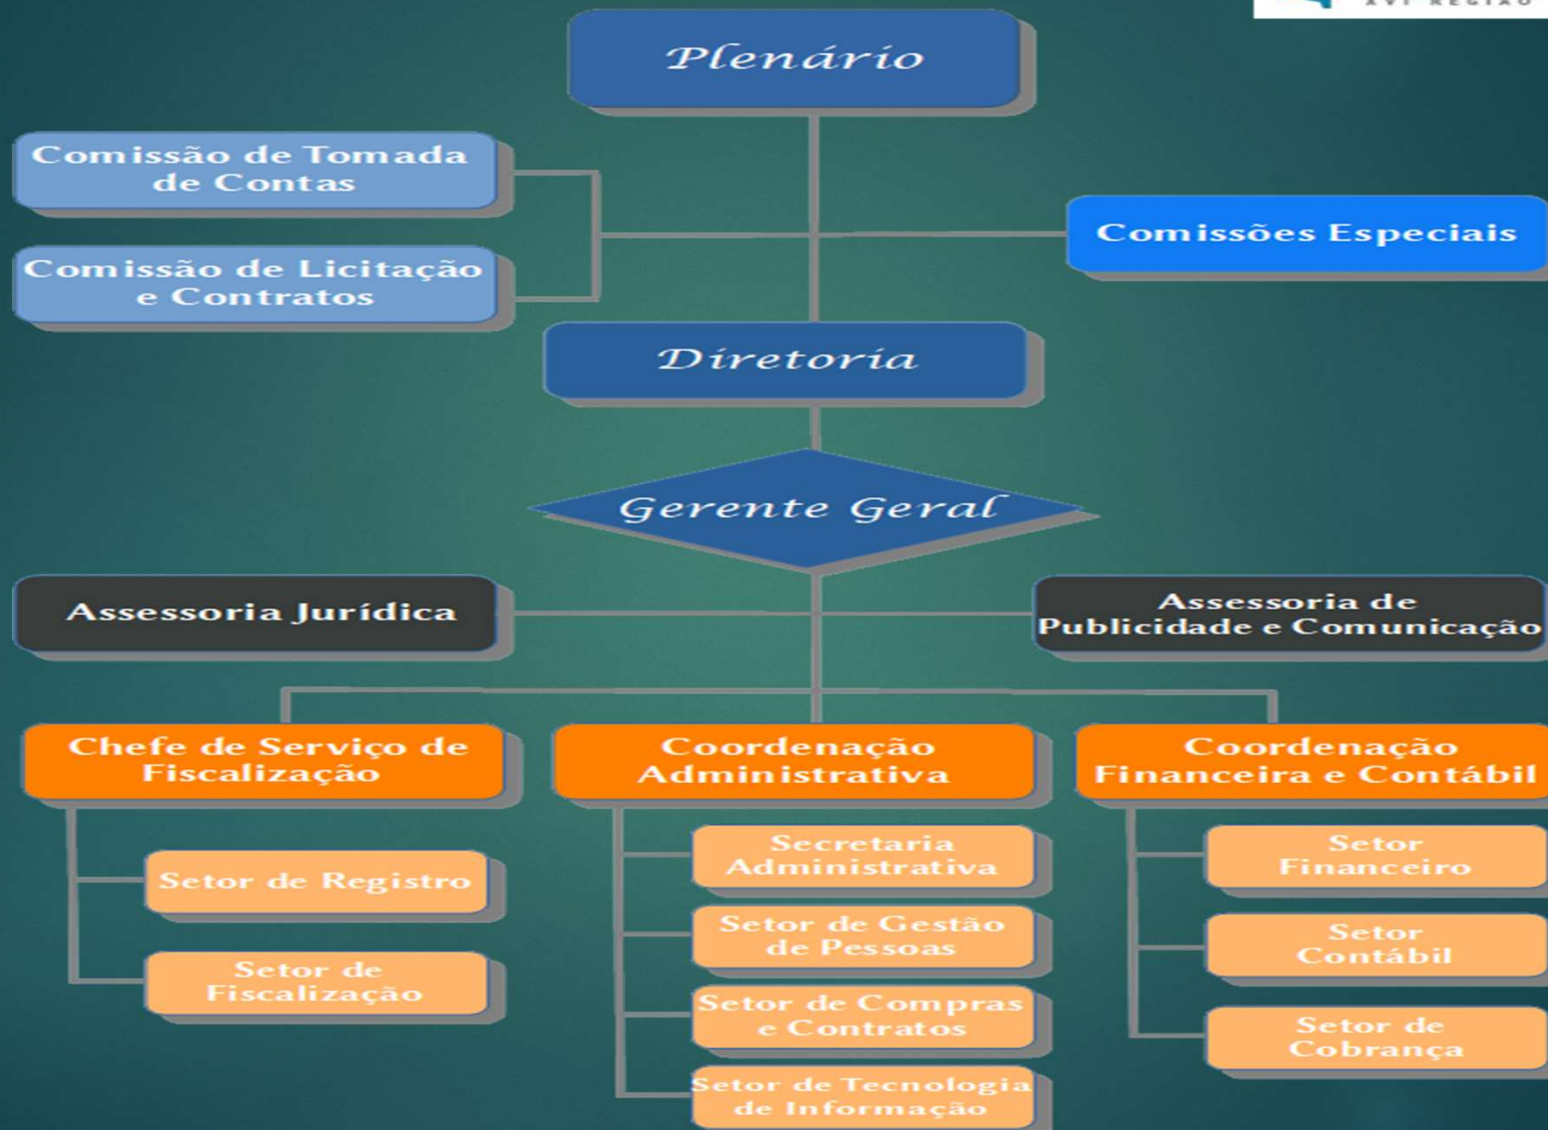 XVI REGIÃO
Plenário
Comissão de Tomada
de Contas
Comissões Especiais
Comissão de Licitação
e Contratos
Diretoria
Gerente Geral
Assessoria Jurídica
Assessoria de
Publicidade e Comunicação
Chefe de Serviço de
Fiscalização
Setor de Registro
Setor de
Fiscalização
Coordenação
Administrativa
Secretaria
Administrativa
Setor de Gestão
de Pessoas
Setor de Compras
e Contratos
Setor de Tecnologia
de Informação
Coordenação
Financeira e Contábil
Setor
Financeiro
Setor
Contábil
Setor de
Cobrança